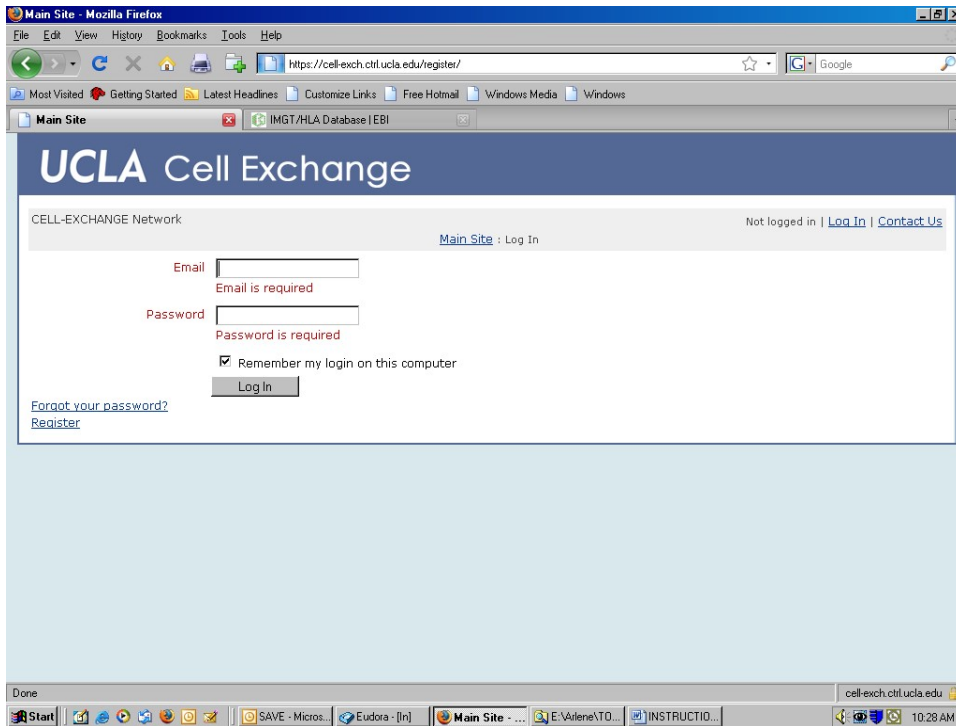 Main Site - Mozilla Firefox
File Edit View History Bookmarks Tools Help
https://cell-exch.ctrl.ucla.edu/register/
G Google
Most Visited Getting Started Latest Headlines Customize Links Free Hotmail Windows Media Windows
Main Site IMGT/HLA Database | EBI
UCLA Cell Exchange
CELL-EXCHANGE Network
Not logged in | Log In | Contact Us
Main Site : Log In
Email
Email is required
Password
Password is required
Remember my login on this computer
Log In
Forgot your password?
Register
Done cell-exch.ctrl.ucla.edu
Start SAVE - Micros... Eudora - [In] Main Site - ... E:\Arlene\TO... INSTRUCTIO... 10:28 AM